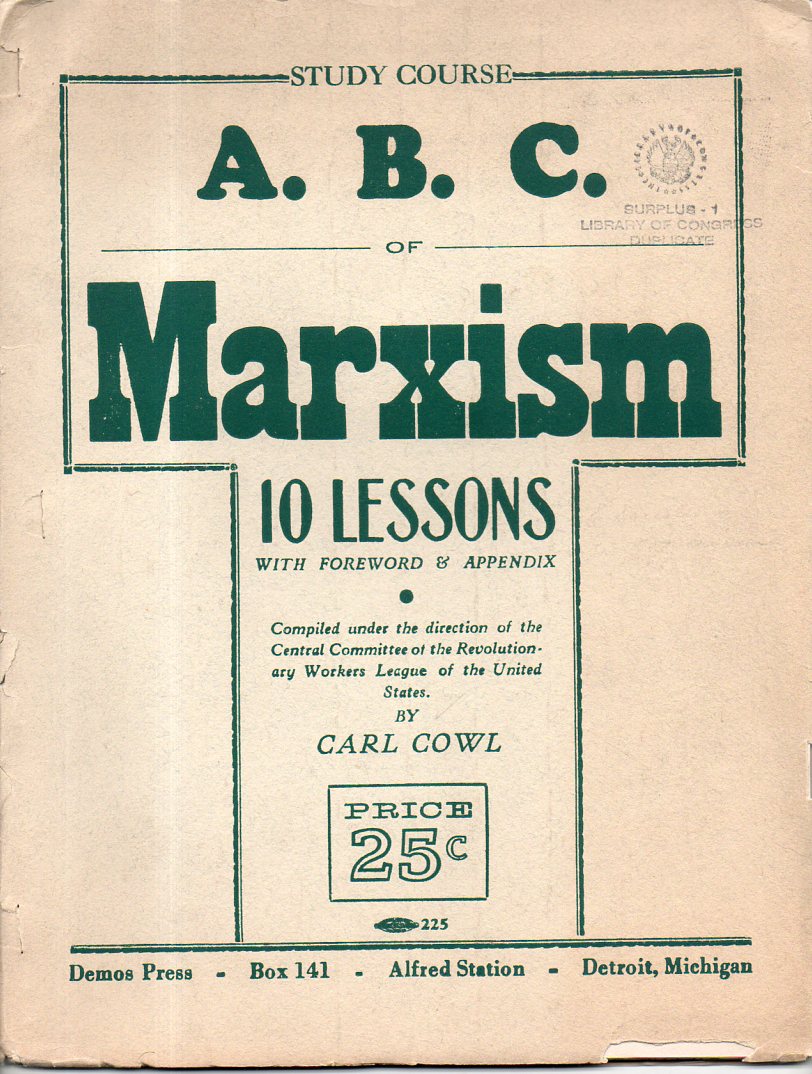 STUDY COURSE
A. B. C.
SURPLUS - 1
LIBRARY OF CONGRESS
DUPLICATE
OF
Marxism
10 LESSONS
WITH FOREWORD & APPENDIX
Compiled under the direction of the
Central Committee of the Revolution-
ary Workers League of the United
States.
BY
CARL COWL
PRICE
25c
225
Demos Press - Box 141 - Alfred Station - Detroit, Michigan